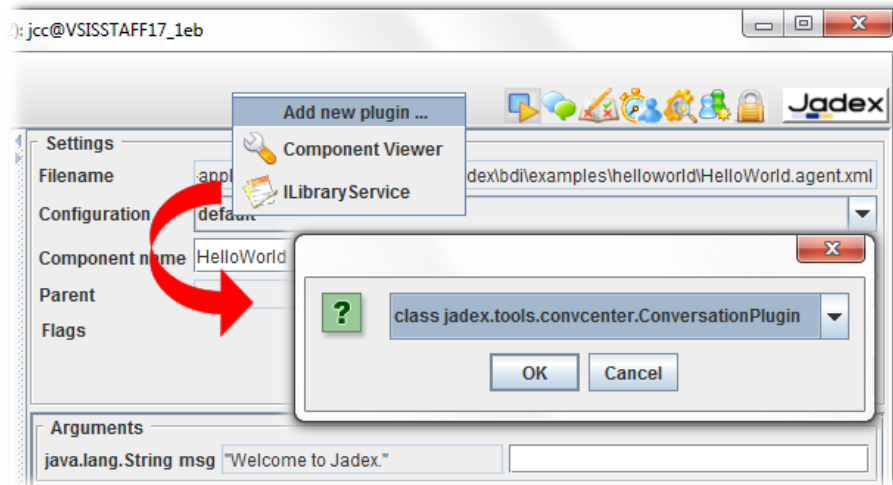 2): jcc@VSISSTAFF17_1eb
Jadex
Add new plugin ...
Component Viewer
ILibraryService
Settings
Filename
-appl dex\bdi\examples\helloworld\HelloWorld.agent.xml
Configuration default
Component name HelloWorld
Parent
Flags
class jadex.tools.convcenter.ConversationPlugin
OK Cancel
Arguments
java.lang.String msg "Welcome to Jadex."